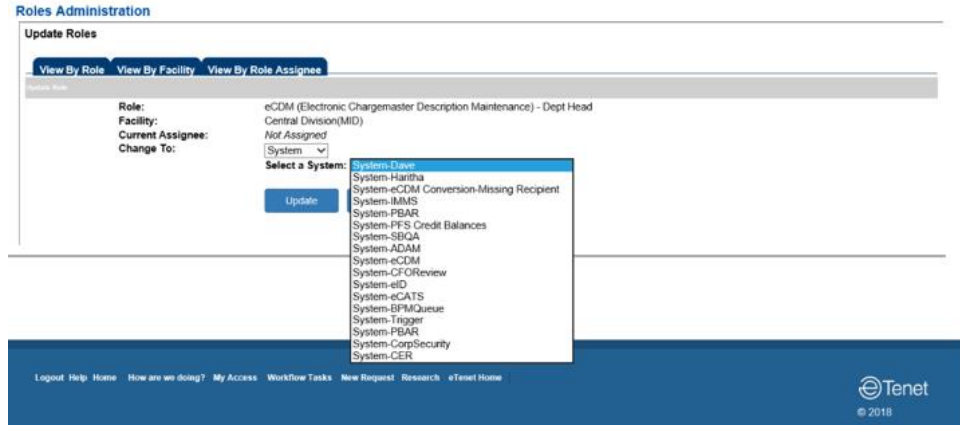 Roles Administration
Update Roles
View By Role View By Facility View By Role Assignee
Update Role
Role: eCDM (Electronic Chargemaster Description Maintenance) - Dept Head
Facility: Central Division(MID)
Current Assignee: Not Assigned
Change To: System
Select a System: System-Dave
System-Haritha
System-eCDM Conversion-Missing Recipient
Update
System-IMMS
System-PBAR
System-PFS Credit Balances
System-SBQA
System-ADAM
System-eCDM
System-CFOReview
System-eID
System-eCATS
System-BPMQueue
System-Trigger
System-PBAR
System-CorpSecurity
System-CER
Logout Help Home How are we doing? My Access Workflow Tasks New Request Research eTenet Home
eTenet
© 2018